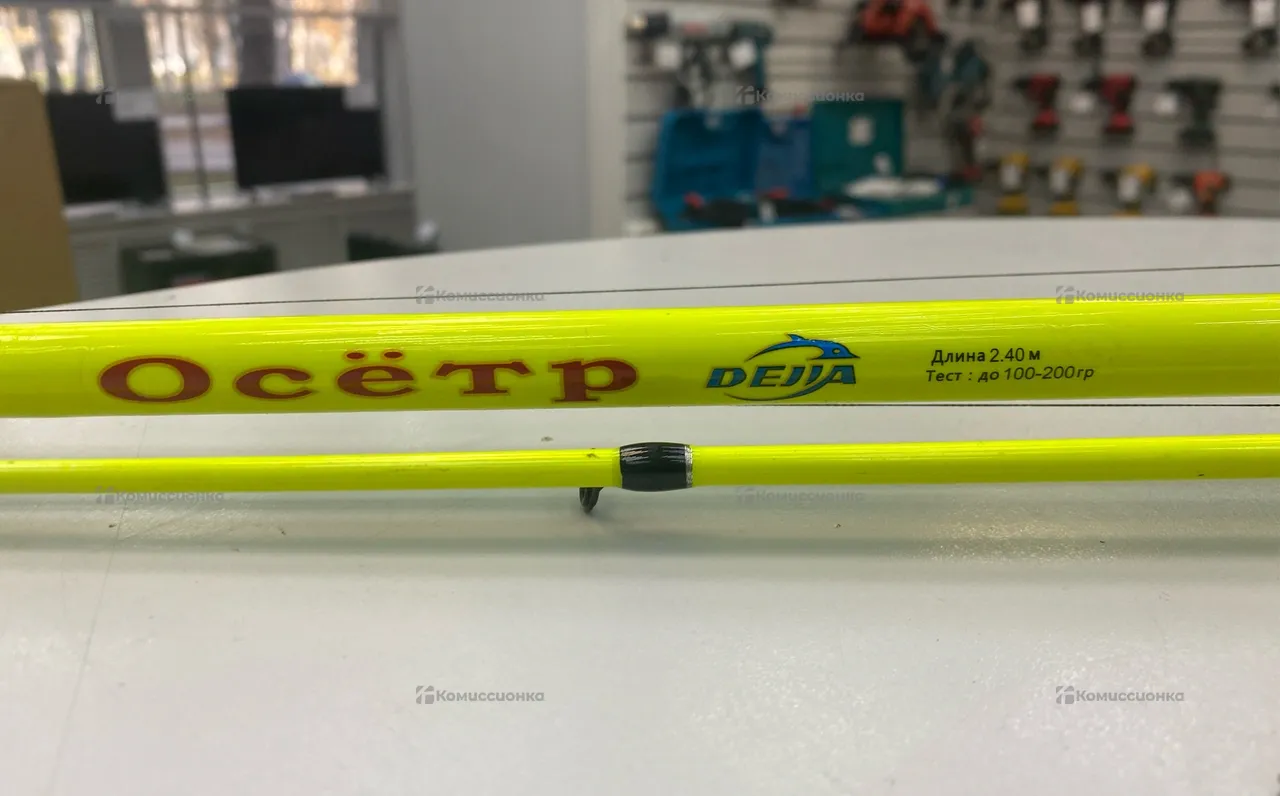 Комиссионка
Комиссионка
Комиссионка
Осётр
DEJIA
Длина 2.40 м
Тест : до 100-200гр
Комиссионка
Комиссионка
Комиссионка
Комиссионка